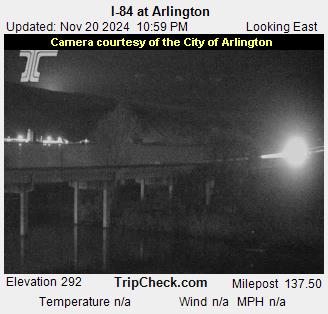 I-84 at Arlington
Updated: Nov 20 2024 10:59 PM Looking East
Camera courtesy of the City of Arlington
Elevation 292 TripCheck.com Milepost 137.50
Temperature n/a Wind n/a MPH n/a